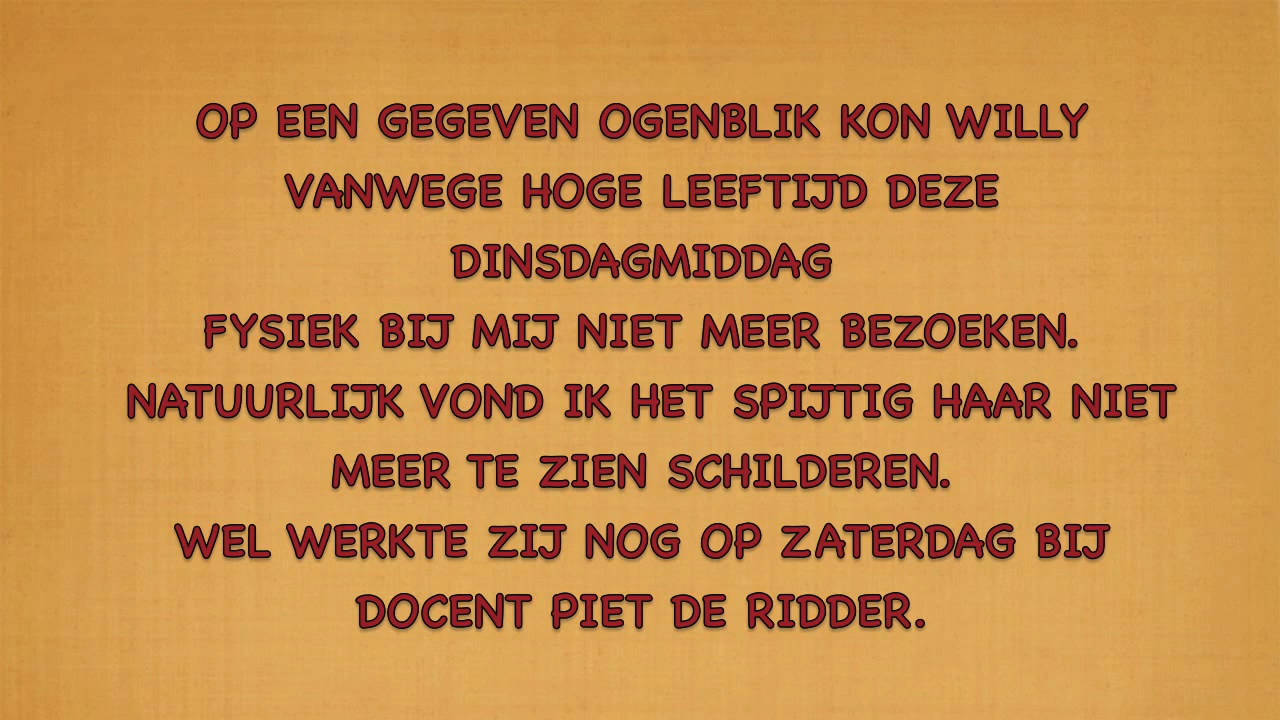 OP EEN GEGEVEN OGENBLIK KON WILLY
VANWEGE HOGE LEEFTIJD DEZE
DINSDAGMIDDAG
FYSIEK BIJ MIJ NIET MEER BEZOEKEN.
NATUURLIJK VOND IK HET SPIJTIG HAAR NIET
MEER TE ZIEN SCHILDEREN.
WEL WERKTE ZIJ NOG OP ZATERDAG BIJ
DOCENT PIET DE RIDDER.